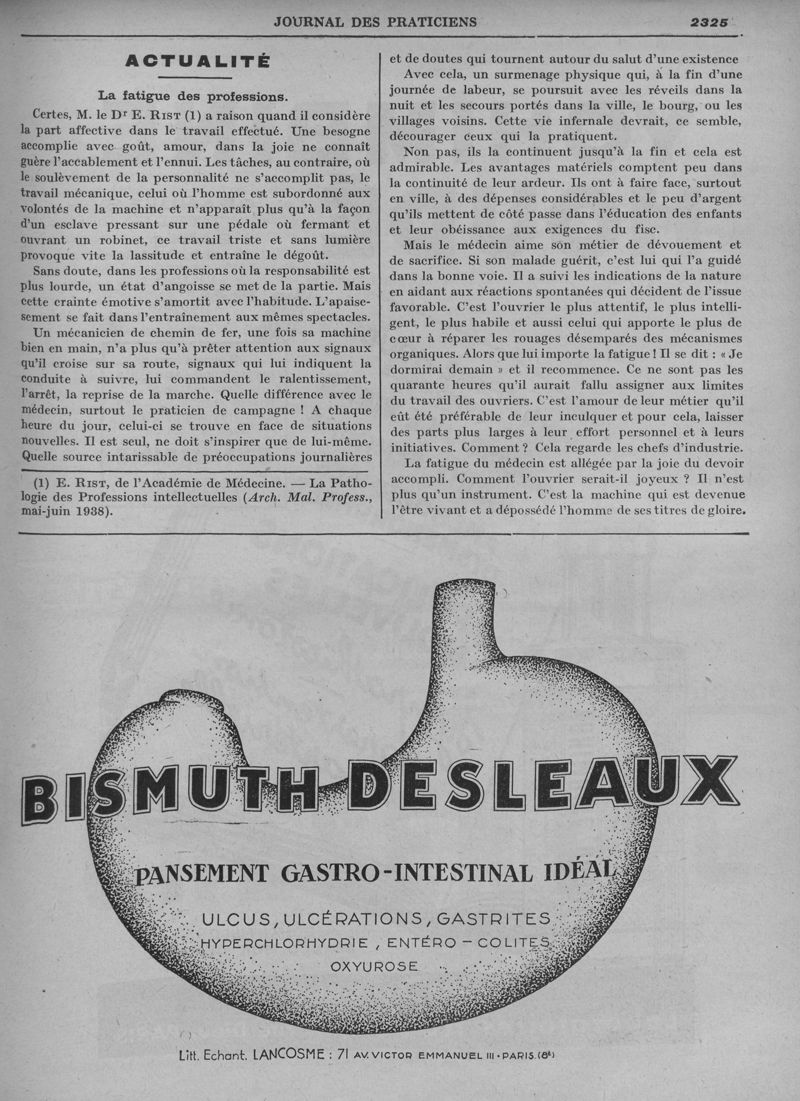 JOURNAL DES PRATICIENS 2325
ACTUALITÉ
La fatigue des professions.
Certes, M. le Dr E. RIST (1) a raison quand il considère
la part affective dans le travail effectué. Une besogne
accomplie avec goût, amour, dans la joie ne connaît
guère l'accablement et l'ennui. Les tâches, au contraire, où
le soulèvement de la personnalité ne s'accomplit pas, le
travail mécanique, celui où l'homme est subordonné aux
volontés de la machine et n'apparaît plus qu'à la façon
d'un esclave pressant sur une pédale où fermant et
ouvrant un robinet, ce travail triste et sans lumière
provoque vite la lassitude et entraîne le dégoût.
Sans doute, dans les professions où la responsabilité est
plus lourde, un état d'angoisse se met de la partie. Mais
cette crainte émotive s'amortit avec l'habitude. L'apaise-
sement se fait dans l'entraînement aux mêmes spectacles.
Un mécanicien de chemin de fer, une fois sa machine
bien en main, n'a plus qu'à prêter attention aux signaux
qu'il croise sur sa route, signaux qui lui indiquent la
conduite à suivre, lui commandent le ralentissement,
l'arrêt, la reprise de la marche. Quelle différence avec le
médecin, surtout le praticien de campagne ! A chaque
heure du jour, celui-ci se trouve en face de situations
nouvelles. Il est seul, ne doit s'inspirer que de lui-même.
Quelle source intarissable de préoccupations journalières
(1) E. RIST, de l'Académie de Médecine. — La Patho-
logie des Professions intellectuelles (Arch. Mal. Profess.,
mai-juin 1938).
et de doutes qui tournent autour du salut d'une existence
Avec cela, un surmenage physique qui, à la fin d'une
journée de labeur, se poursuit avec les réveils dans la
nuit et les secours portés dans la ville, le bourg, ou les
villages voisins. Cette vie infernale devrait, ce semble,
décourager ceux qui la pratiquent.
Non pas, ils la continuent jusqu'à la fin et cela est
admirable. Les avantages matériels comptent peu dans
la continuité de leur ardeur. Ils ont à faire face, surtout
en ville, à des dépenses considérables et le peu d'argent
qu'ils mettent de côté passe dans l'éducation des enfants
et leur obéissance aux exigences du fisc.
Mais le médecin aime son métier de dévouement et
de sacrifice. Si son malade guérit, c'est lui qui l'a guidé
dans la bonne voie. Il a suivi les indications de la nature
en aidant aux réactions spontanées qui décident de l'issue
favorable. C'est l'ouvrier le plus attentif, le plus intelli-
gent, le plus habile et aussi celui qui apporte le plus de
cœur à réparer les rouages désemparés des mécanismes
organiques. Alors que lui importe la fatigue ! Il se dit : « Je
dormirai demain » et il recommence. Ce ne sont pas les
quarante heures qu'il aurait fallu assigner aux limites
du travail des ouvriers. C'est l'amour de leur métier qu'il
eût été préférable de leur inculquer et pour cela, laisser
des parts plus larges à leur effort personnel et à leurs
initiatives. Comment ? Cela regarde les chefs d'industrie.
La fatigue du médecin est allégée par la joie du devoir
accompli. Comment l'ouvrier serait-il joyeux ? Il n'est
plus qu'un instrument. C'est la machine qui est devenue
l'être vivant et a dépossédé l'homme de ses titres de gloire.
BISMUTH DESLEAUX
PANSEMENT GASTRO-INTESTINAL IDÉAL
ULCUS, ULCÉRATIONS, GASTRITES
HYPERCHLORHYDRIE, ENTÉRO - COLITES
OXYUROSE
Litt. Echant. LANCOSME : 71 AV. VICTOR EMMANUEL III • PARIS. (8e)